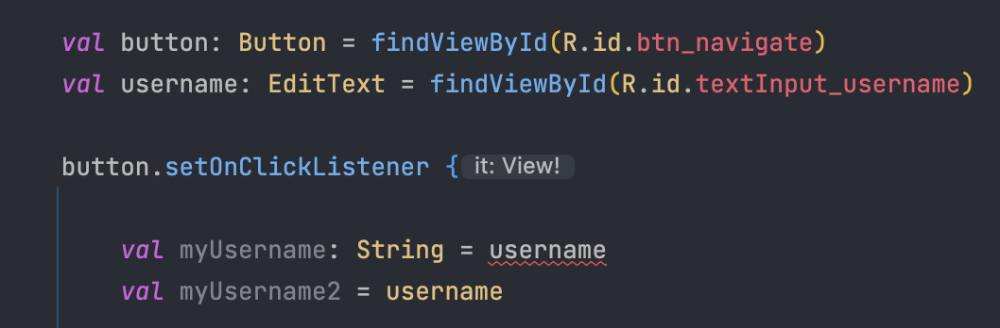 val button: Button = findViewById(R.id.btn_navigate)
val username: EditText = findViewById(R.id.textInput_username)
button.setOnClickListener { it: View!
val myUsername: String = username
val myUsername2 = username